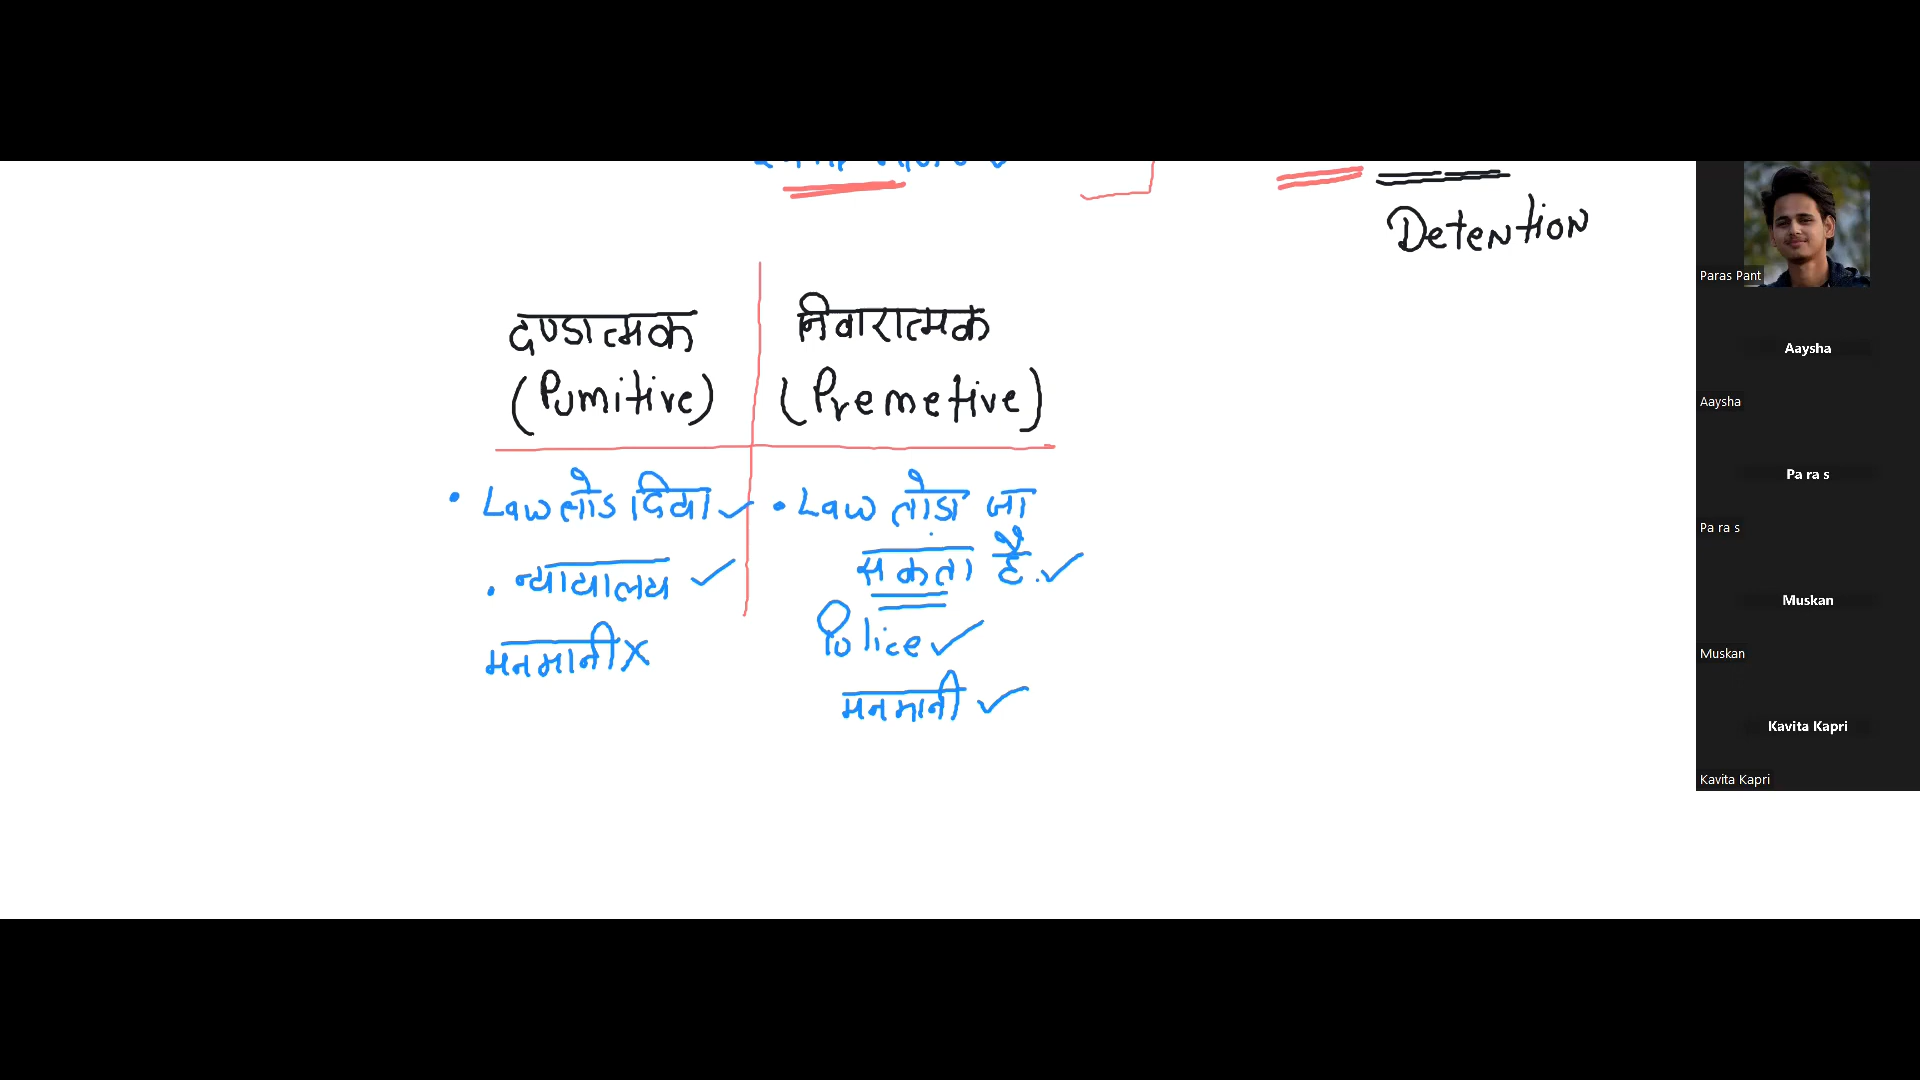 Detention
दण्डात्मक
(Pumitive)
निवारात्मक
(Premetive)
• Law तोड दिया ✓
• न्यायालय ✓
मनमानी X
• Law तोडा जा
सकता है. ✓
Police ✓
मनमानी ✓
Paras Pant
Aaysha
Aaysha
Pa ra s
Pa ra s
Muskan
Muskan
Kavita Kapri
Kavita Kapri